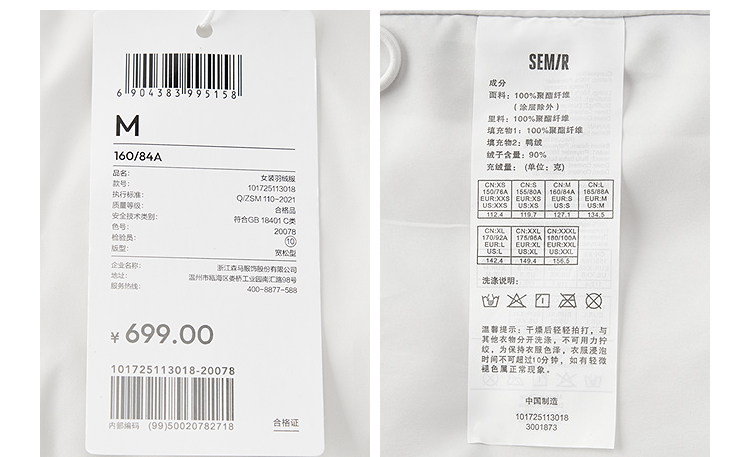 6 904383 995158
M
160/84A
品名： 女装羽绒服
款号： 101725113018
执行标准： Q/ZSM 110-2021
质量等级： 合格品
安全技术类别： 符合GB 18401 C类
色号： 20078
检验员： 10
版型： 宽松型
企业名称： 浙江森马服饰股份有限公司
地址： 温州市瓯海区娄桥工业园南汇路98号
服务热线： 400-8877-588
¥ 699.00
101725113018-20078
内部编码 (99)50020782718
合格证
SEMIR
成分
面料：100%聚酯纤维
（涂层除外）
里料：100%聚酯纤维
填充物1：100%聚酯纤维
填充物2：鸭绒
绒子含量：90%
充绒量：（单位：克）
CN:XS CN:S CN:M CN:L
150/76A 155/80A 160/84A 165/88A
EUR:XXS EUR:XS EUR:S EUR:M
US:XXS US:XS US:S US:M
112.4 119.7 127.1 134.5
CN:XL CN:XXL CN:XXXL
170/92A 175/96A 180/100A
EUR:L EUR:XL EUR:XXL
US:L US:XL US:XXL
142.4 149.4 156.5
洗涤说明：
温馨提示：干燥后轻轻拍打，与
其他衣物分开洗涤，不可用力拧
绞，为保持衣服色泽，衣服浸泡
时间不可超过10分钟，如有轻微
褪色属正常现象。
中国制造
101725113018
3001873